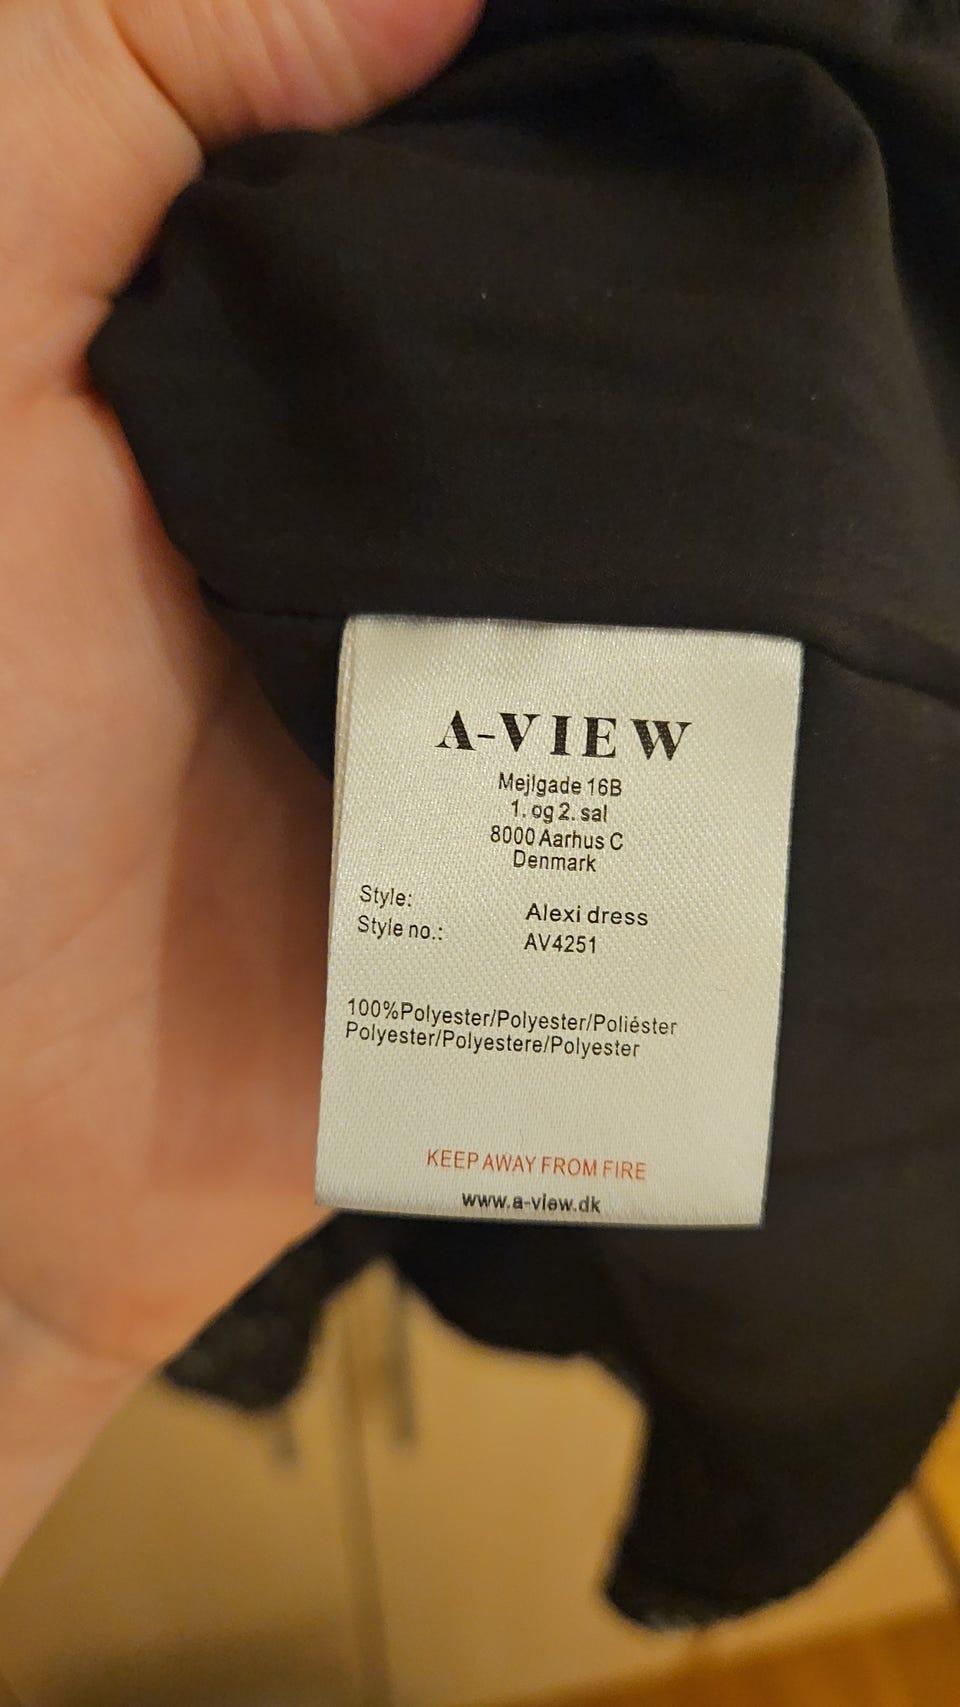 A-VIEW
Mejlgade 16B
1. og 2. sal
8000 Aarhus C
Denmark
Style: Alexi dress
Style no.: AV4251
100%Polyester/Polyester/Poliéster
Polyester/Polyestere/Polyester
KEEP AWAY FROM FIRE
www.a-view.dk